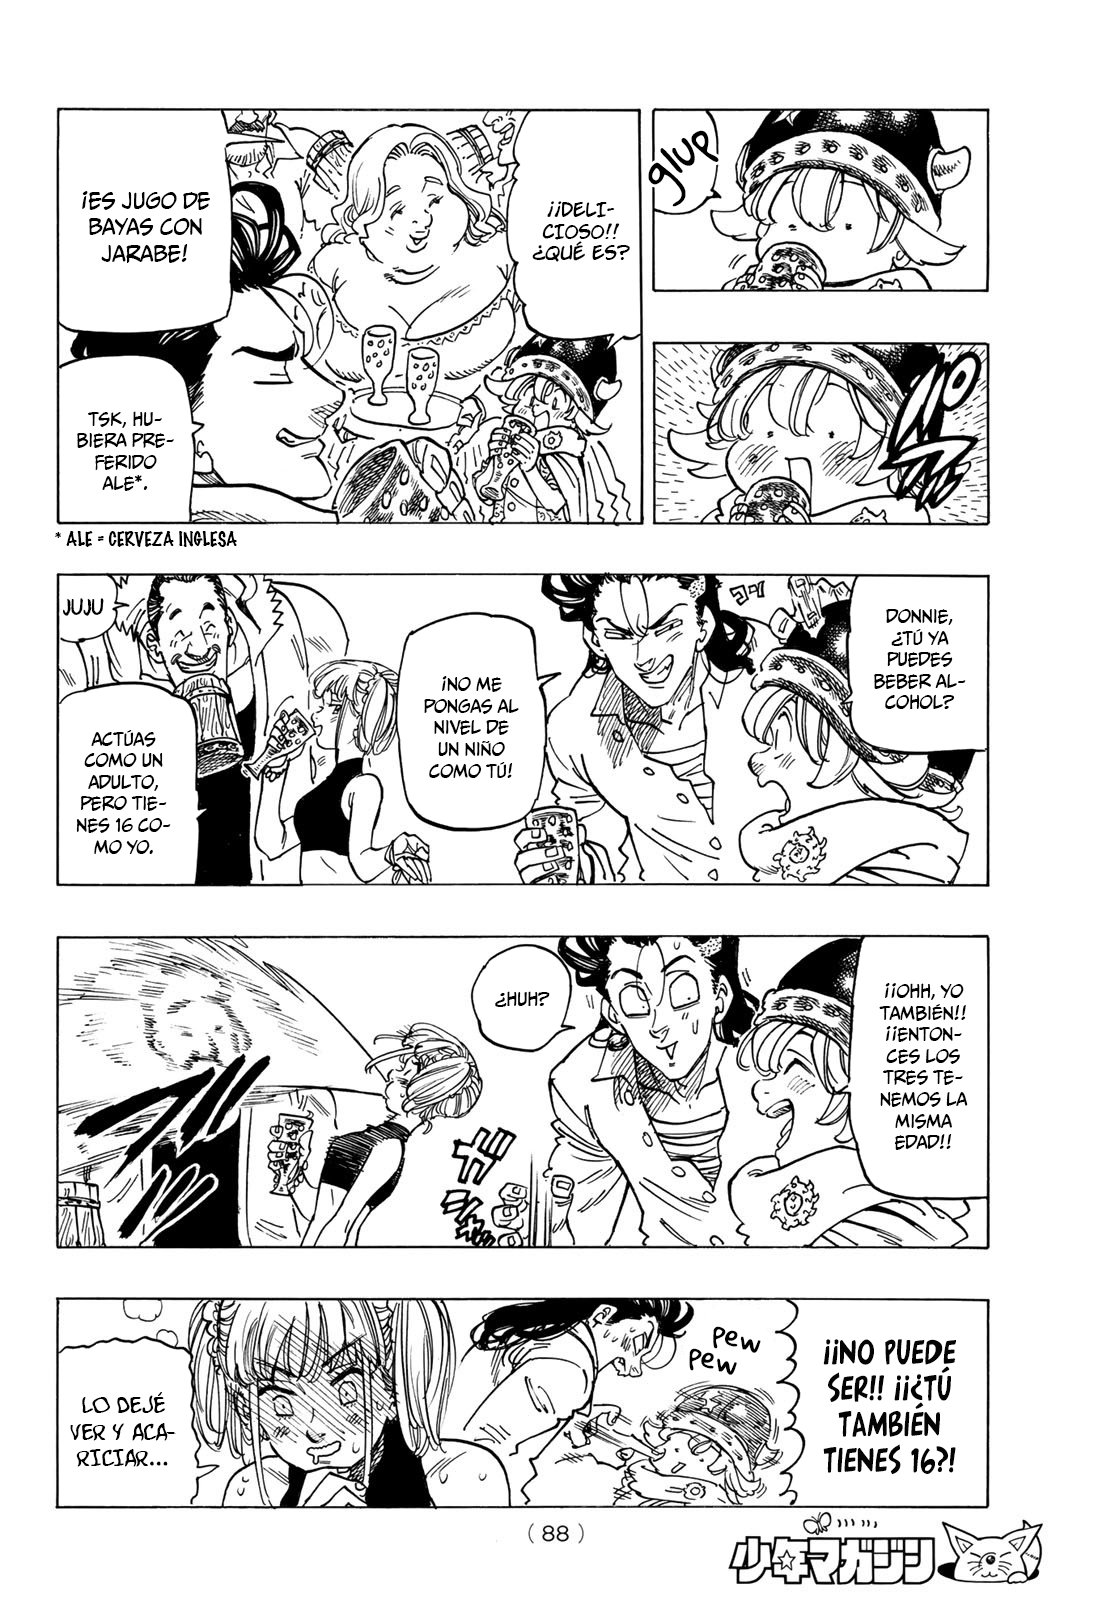 glup
パァァ
¡¡DELI-
CIOSO!!
¿QUÉ ES?
¡ES JUGO DE
BAYAS CON
JARABE!
TSK, HU-
BIERA PRE-
FERIDO
ALE*.
* ALE = CERVEZA INGLESA
DONNIE,
¿TÚ YA
PUEDES
BEBER AL-
COHOL?
¡NO ME
PONGAS AL
NIVEL DE
UN NIÑO
COMO TÚ!
JUJU
ACTÚAS
COMO UN
ADULTO,
PERO TIE-
NES 16 CO-
MO YO.
¡¡OHH, YO
TAMBIÉN!!
¡¡ENTON-
CES LOS
TRES TE-
NEMOS LA
MISMA
EDAD!!
¿HUH?
¡¡NO PUEDE
SER!! ¡¡¿TÚ
TAMBIÉN
TIENES 16?!
PEW
PEW
LO DEJÉ
VER Y ACA-
RICIAR...
( 88 )
少年マガジン